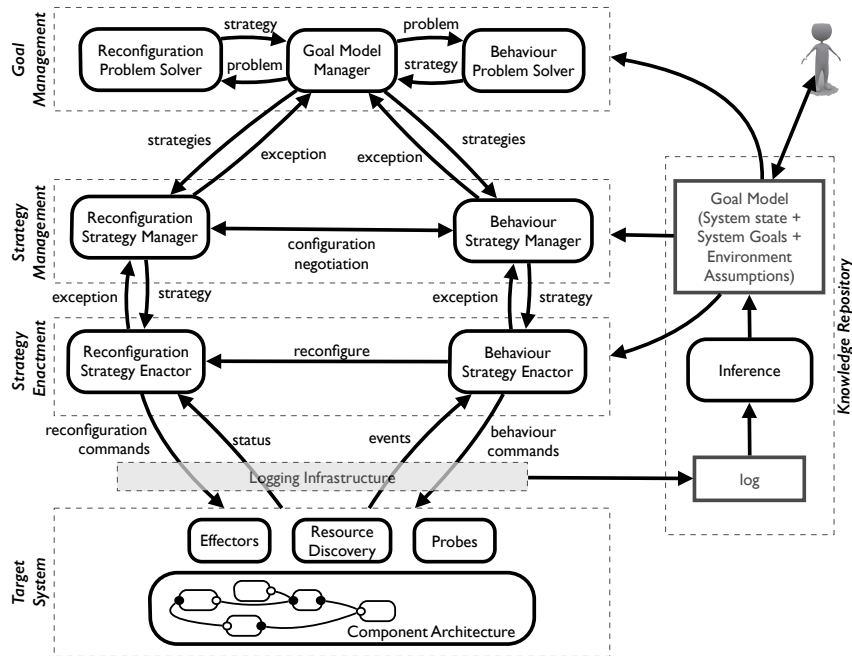 Goal
Management
Reconfiguration
Problem Solver
strategy
problem
Goal Model
Manager
problem
strategy
Behaviour
Problem Solver
strategies
exception
exception
strategies
Strategy
Management
Reconfiguration
Strategy Manager
configuration
negotiation
Behaviour
Strategy Manager
exception
strategy
exception
strategy
Strategy
Enactment
Reconfiguration
Strategy Enactor
reconfigure
Behaviour
Strategy Enactor
reconfiguration
commands
status
events
behaviour
commands
Logging Infrastructure
Target
System
Effectors
Resource
Discovery
Probes
Component Architecture
Knowledge Repository
Goal Model
(System state +
System Goals +
Environment
Assumptions)
Inference
log